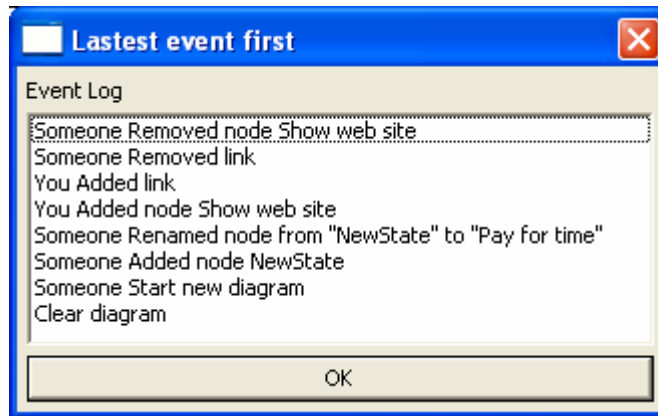 Lastest event first
Event Log
Someone Removed node Show web site
Someone Removed link
You Added link
You Added node Show web site
Someone Renamed node from "NewState" to "Pay for time"
Someone Added node NewState
Someone Start new diagram
Clear diagram
OK